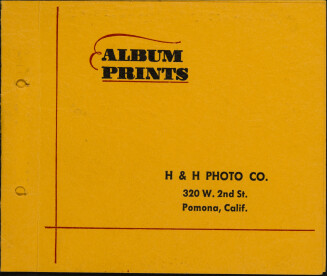 ALBUM
PRINTS
H & H PHOTO CO.
320 W. 2nd St.
Pomona, Calif.